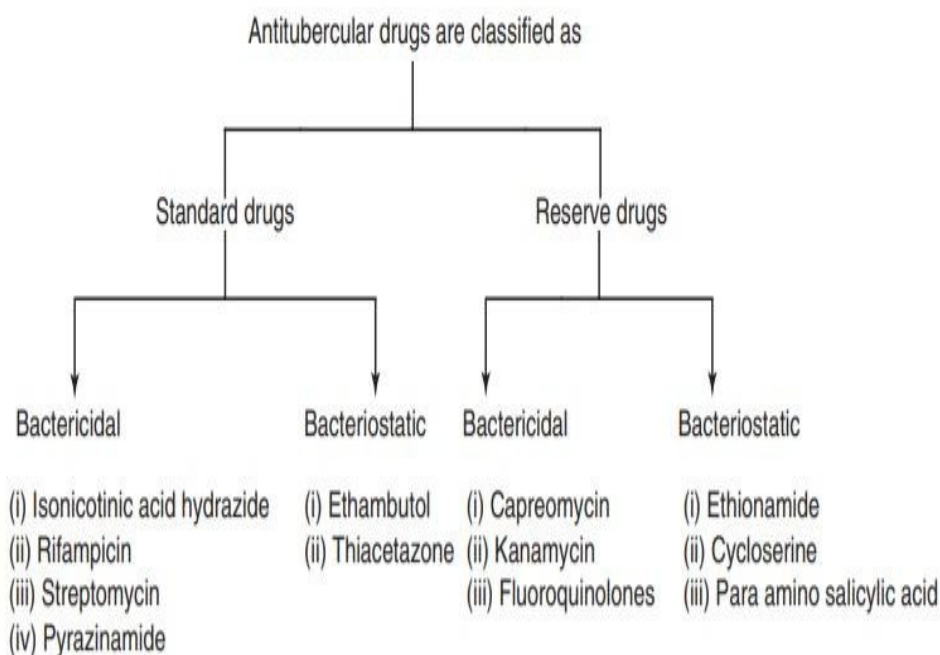 Antitubercular drugs are classified as
Standard drugs
Reserve drugs
Bactericidal
Bacteriostatic
Bactericidal
Bacteriostatic
(i) Isonicotinic acid hydrazide
(ii) Rifampicin
(iii) Streptomycin
(iv) Pyrazinamide
(i) Ethambutol
(ii) Thiacetazone
(i) Capreomycin
(ii) Kanamycin
(iii) Fluoroquinolones
(i) Ethionamide
(ii) Cycloserine
(iii) Para amino salicylic acid